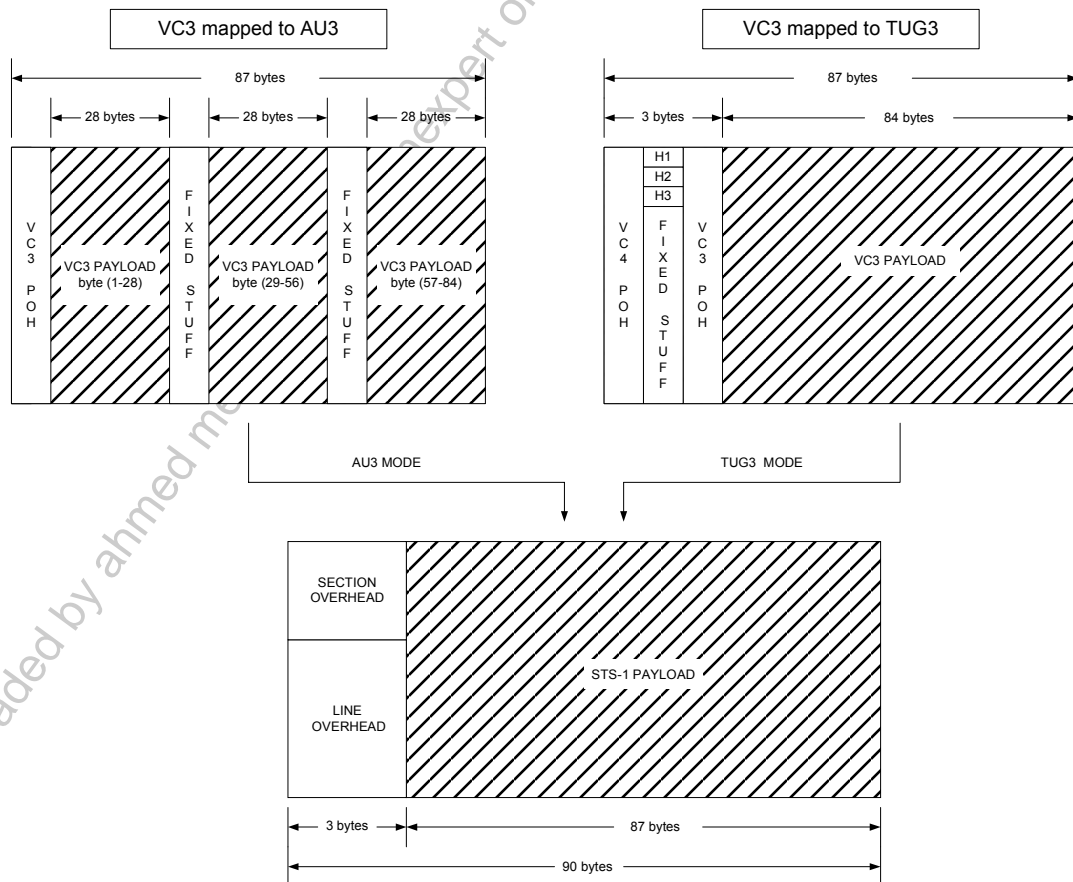 VC3 mapped to AU3
VC3 mapped to TUG3
87 bytes
87 bytes
28 bytes
28 bytes
28 bytes
3 bytes
84 bytes
VC3 POH
VC3 PAYLOAD
byte (1-28)
FIXED STUFF
VC3 PAYLOAD
byte (29-56)
FIXED STUFF
VC3 PAYLOAD
byte (57-84)
VC4 POH
H1
H2
H3
FIXED STUFF
VC3 POH
VC3 PAYLOAD
AU3 MODE
TUG3 MODE
SECTION
OVERHEAD
LINE
OVERHEAD
STS-1 PAYLOAD
3 bytes
87 bytes
90 bytes
by ahmed